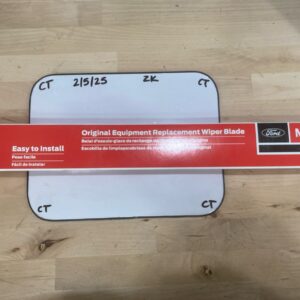 CT 2/5/25 ZK CT
Original Equipment Replacement Wiper Blade
Ford
M
Easy to Install
Pose facile
Fácil de instalar
CT CT